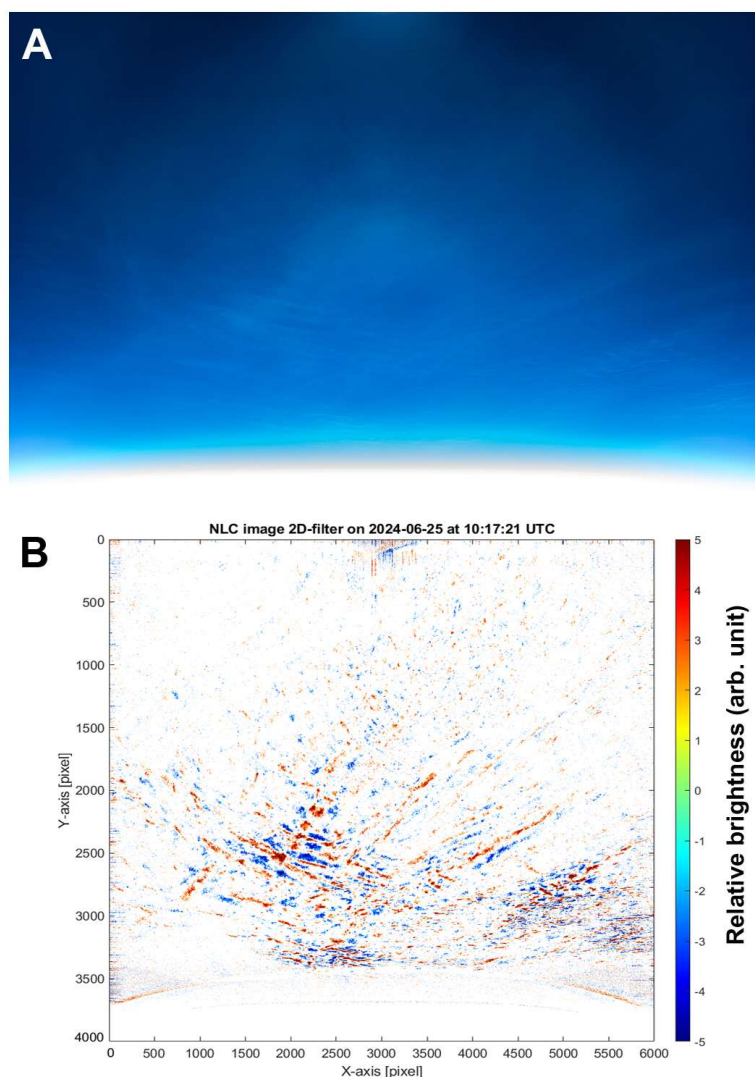 A
B
NLC image 2D-filter on 2024-06-25 at 10:17:21 UTC
0
500
1000
1500
2000
2500
3000
3500
4000
Y-axis [pixel]
0 500 1000 1500 2000 2500 3000 3500 4000 4500 5000 5500 6000
X-axis [pixel]
5
4
3
2
1
0
-1
-2
-3
-4
-5
Relative brightness (arb. unit)